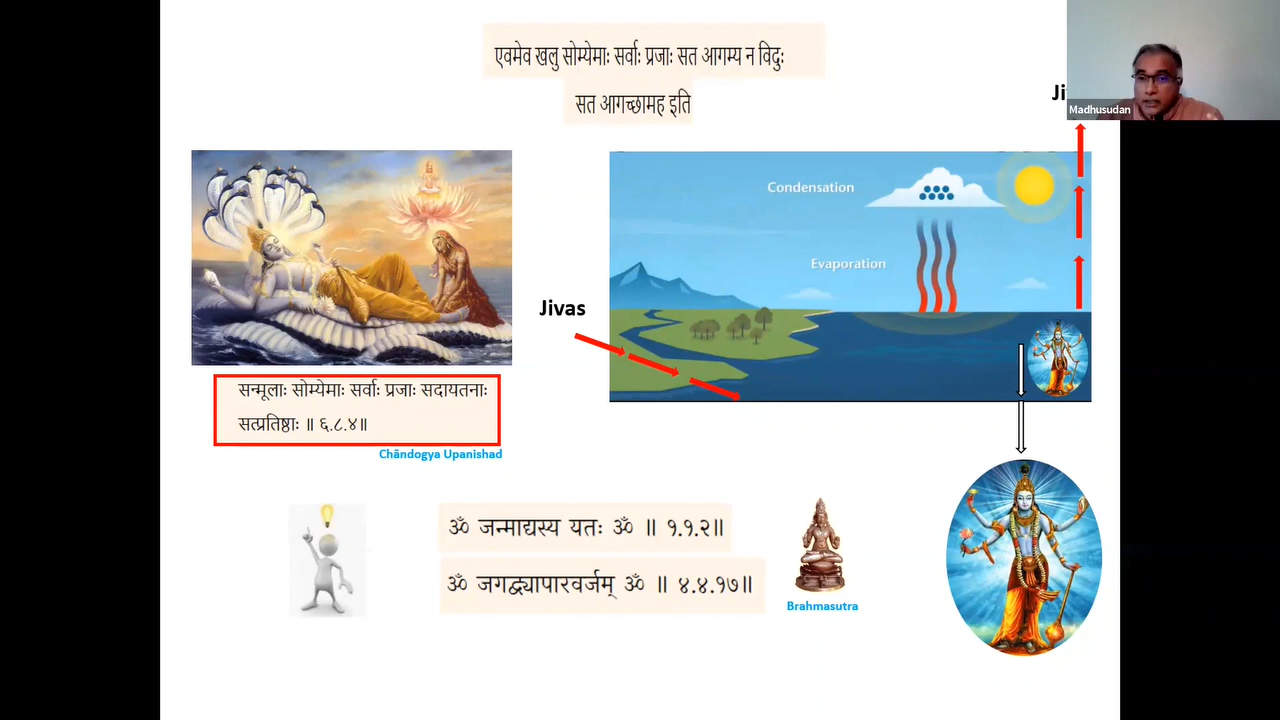 एवमेव खलु सोम्येमाः सर्वाः प्रजाः सत आगम्य न विदुः
सत आगच्छामह इति
Madhusudan
Condensation
Evaporation
Jivas
सन्मूलाः सोम्येमाः सर्वाः प्रजाः सदायतनाः
सत्प्रतिष्ठाः ॥ ६.८.४॥
Chāndogya Upanishad
ॐ जन्माद्यस्य यतः ॐ ॥ १.१.२॥
ॐ जगद्व्यापारवर्जम् ॐ ॥ ४.४.१७॥
Brahmasutra